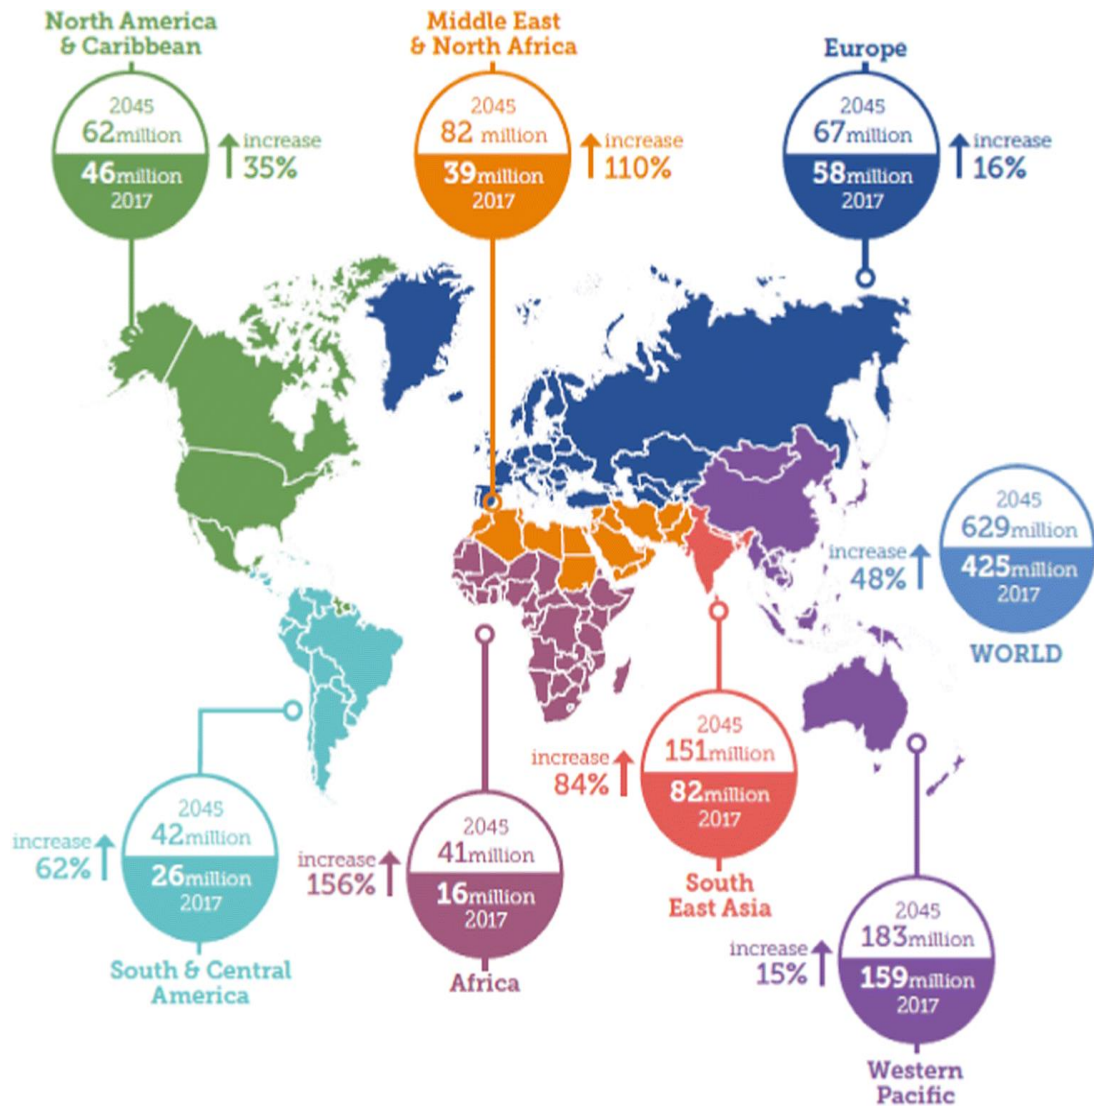 North America
& Caribbean
2045
62million
46million
2017
increase
35%
Middle East
& North Africa
2045
82 million
39million
2017
increase
110%
Europe
2045
67million
58million
2017
increase
16%
2045
629million
425million
2017
increase
48%
WORLD
2045
151million
82million
2017
increase
84%
South
East Asia
2045
42million
26million
2017
increase
62%
South & Central
America
2045
41million
16million
2017
increase
156%
Africa
2045
183million
159million
2017
increase
15%
Western
Pacific